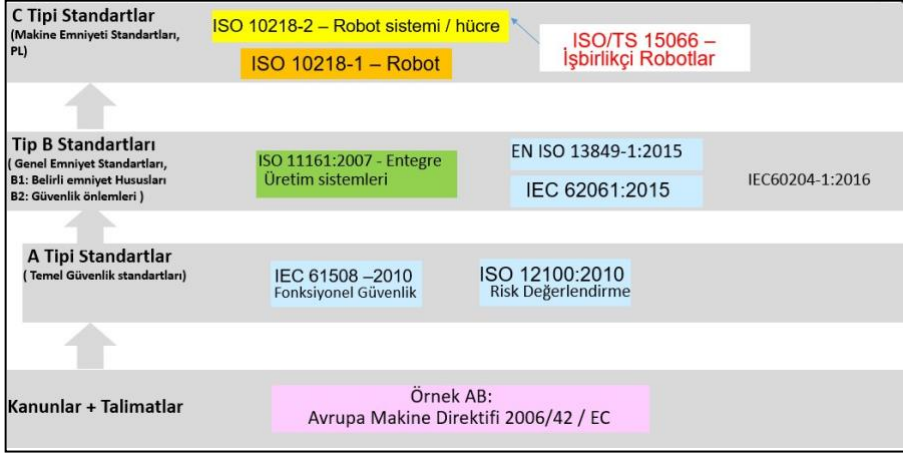 C Tipi Standartlar
(Makine Emniyeti Standartları,
PL)
ISO 10218-2 – Robot sistemi / hücre
ISO 10218-1 – Robot
ISO/TS 15066 –
İşbirlikçi Robotlar
Tip B Standartları
( Genel Emniyet Standartları,
B1: Belirli emniyet Hususları
B2: Güvenlik önlemleri )
ISO 11161:2007 - Entegre
Üretim sistemleri
EN ISO 13849-1:2015
IEC 62061:2015
IEC60204-1:2016
A Tipi Standartlar
( Temel Güvenlik standartları)
IEC 61508 –2010
Fonksiyonel Güvenlik
ISO 12100:2010
Risk Değerlendirme
Kanunlar + Talimatlar
Örnek AB:
Avrupa Makine Direktifi 2006/42 / EC